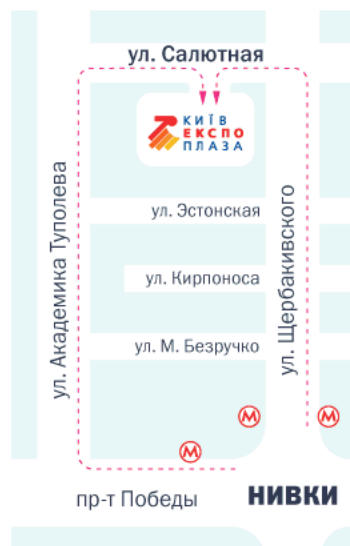 ул. Салютная
КИЇВ
ЕКСПО
ПЛАЗА
ул. Эстонская
ул. Академика Туполева
ул. Щербакивского
ул. Кирпоноса
ул. М. Безручко
М
М
М
пр-т Победы
НИВКИ